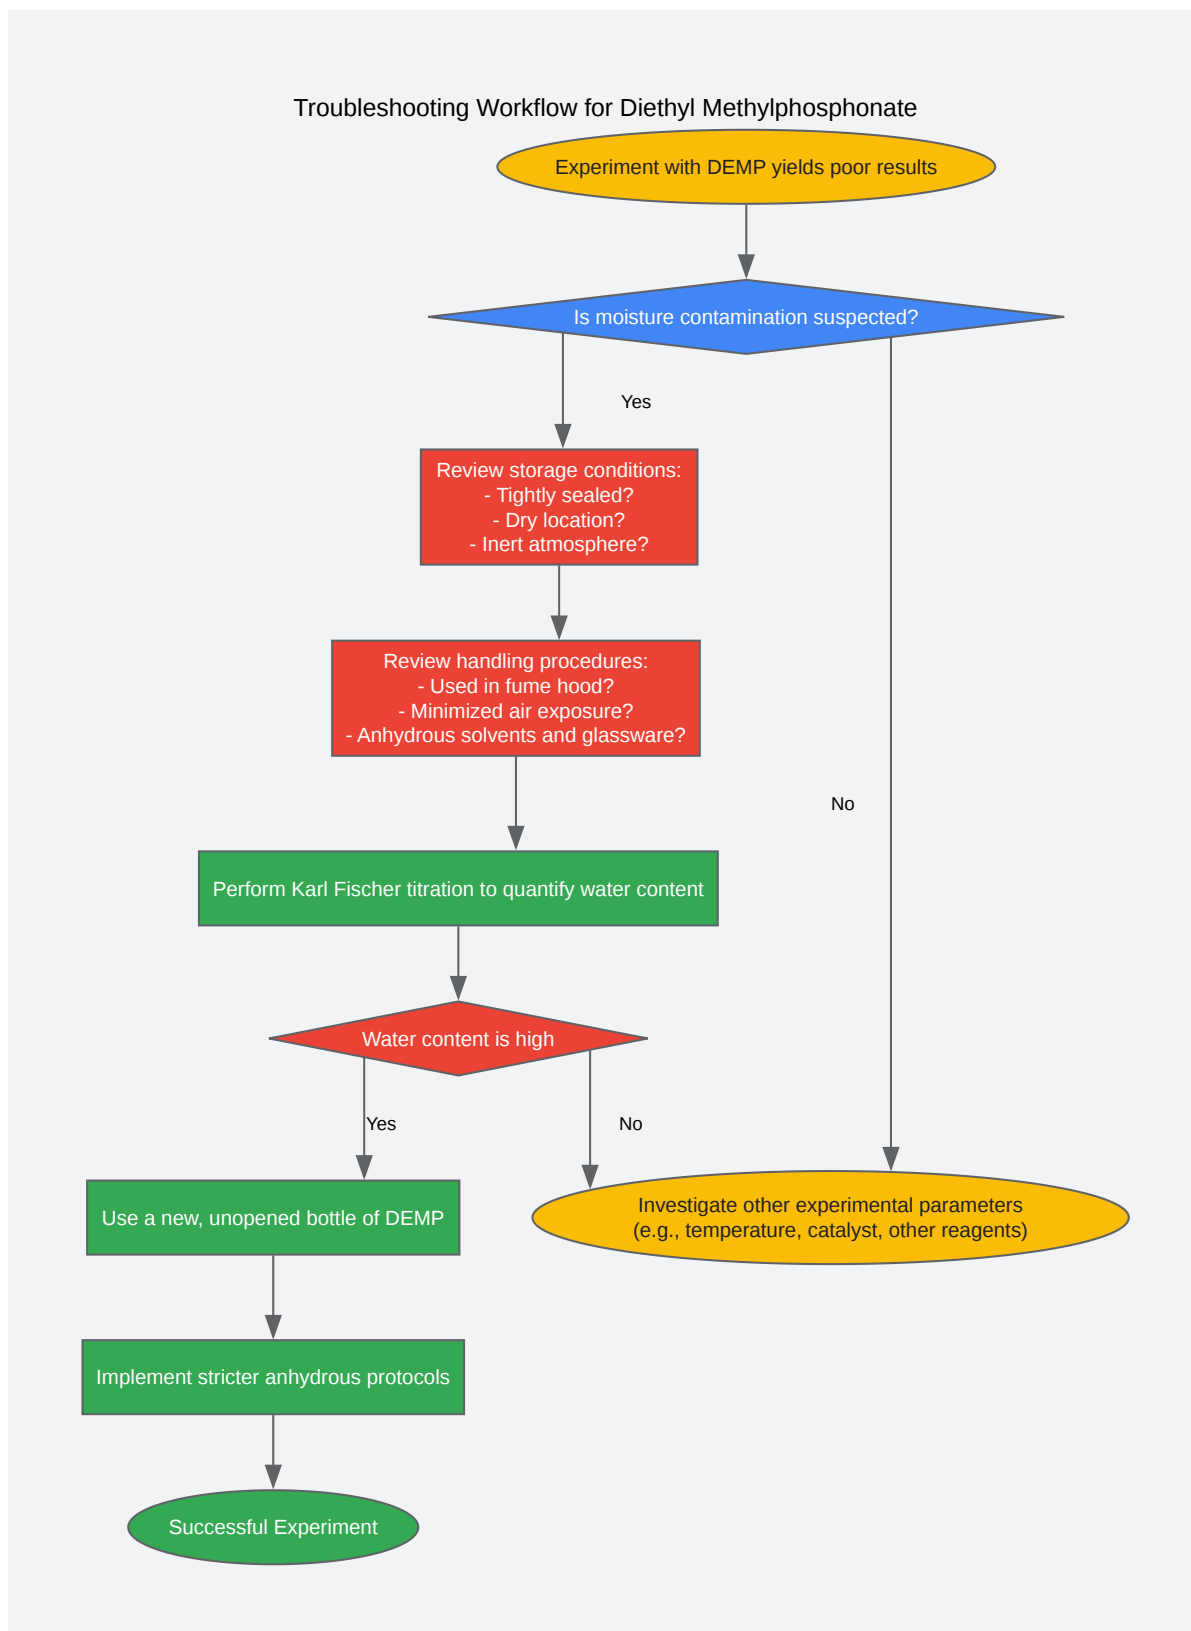 Troubleshooting Workflow for Diethyl Methylphosphonate
Experiment with DEMP yields poor results
Is moisture contamination suspected?
Yes
Review storage conditions:
- Tightly sealed?
- Dry location?
- Inert atmosphere?
Review handling procedures:
- Used in fume hood?
- Minimized air exposure?
- Anhydrous solvents and glassware?
No
Perform Karl Fischer titration to quantify water content
Water content is high
Yes
No
Use a new, unopened bottle of DEMP
Investigate other experimental parameters
(e.g., temperature, catalyst, other reagents)
Implement stricter anhydrous protocols
Successful Experiment